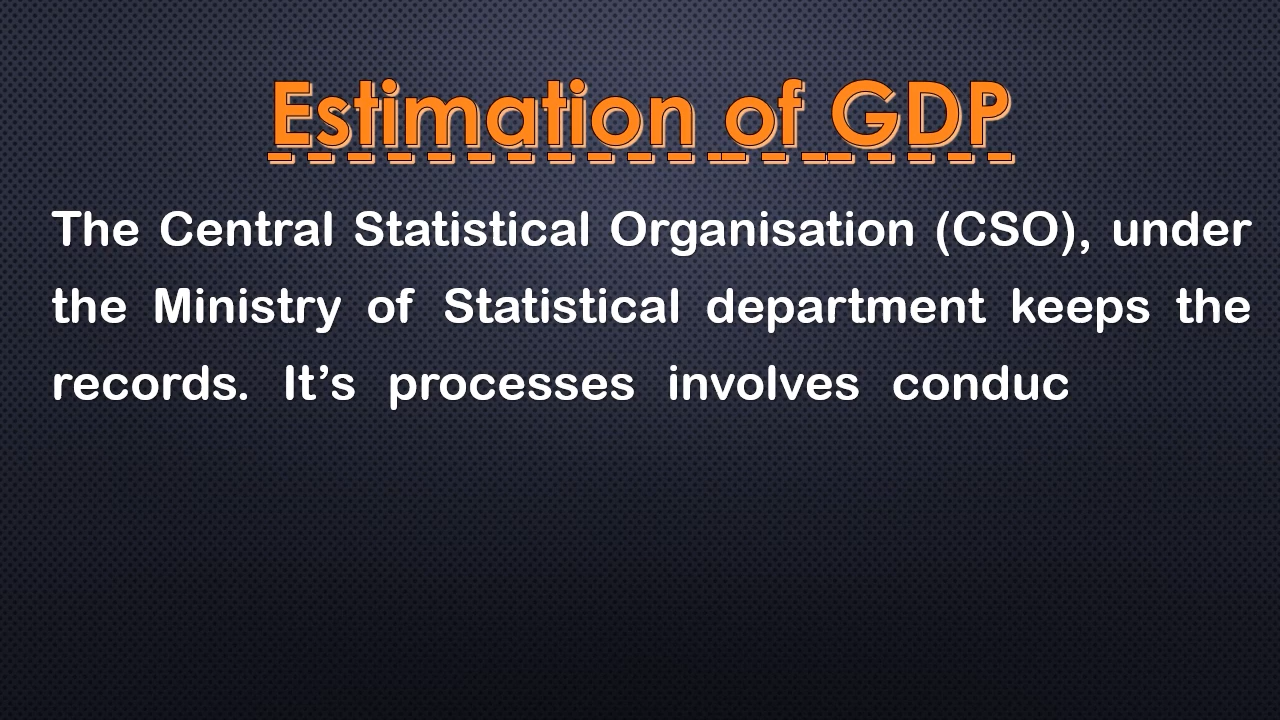 Estimation of GDP
The Central Statistical Organisation (CSO), under
the Ministry of Statistical department keeps the
records. It’s processes involves conduc